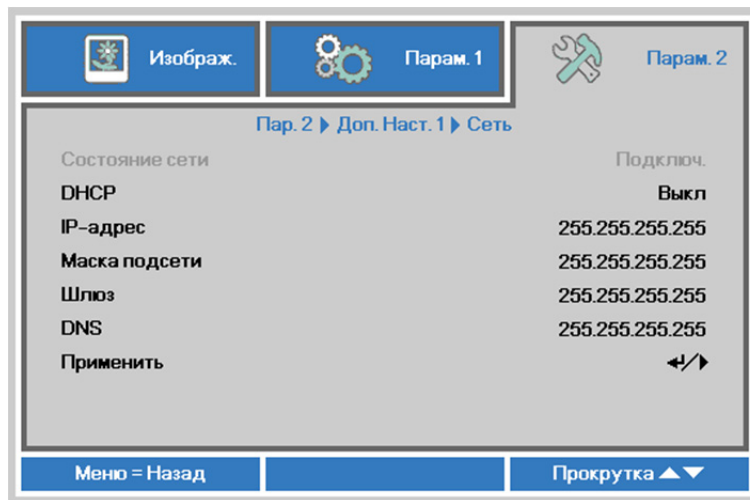 Изображ. Парам. 1 Парам. 2
Пар. 2 ▶ Доп. Наст. 1 ▶ Сеть
Состояние сети Подключ.
DHCP Выкл
IP-адрес 255.255.255.255
Маска подсети 255.255.255.255
Шлюз 255.255.255.255
DNS 255.255.255.255
Применить ↵/▶
Меню = Назад Прокрутка ▲▼